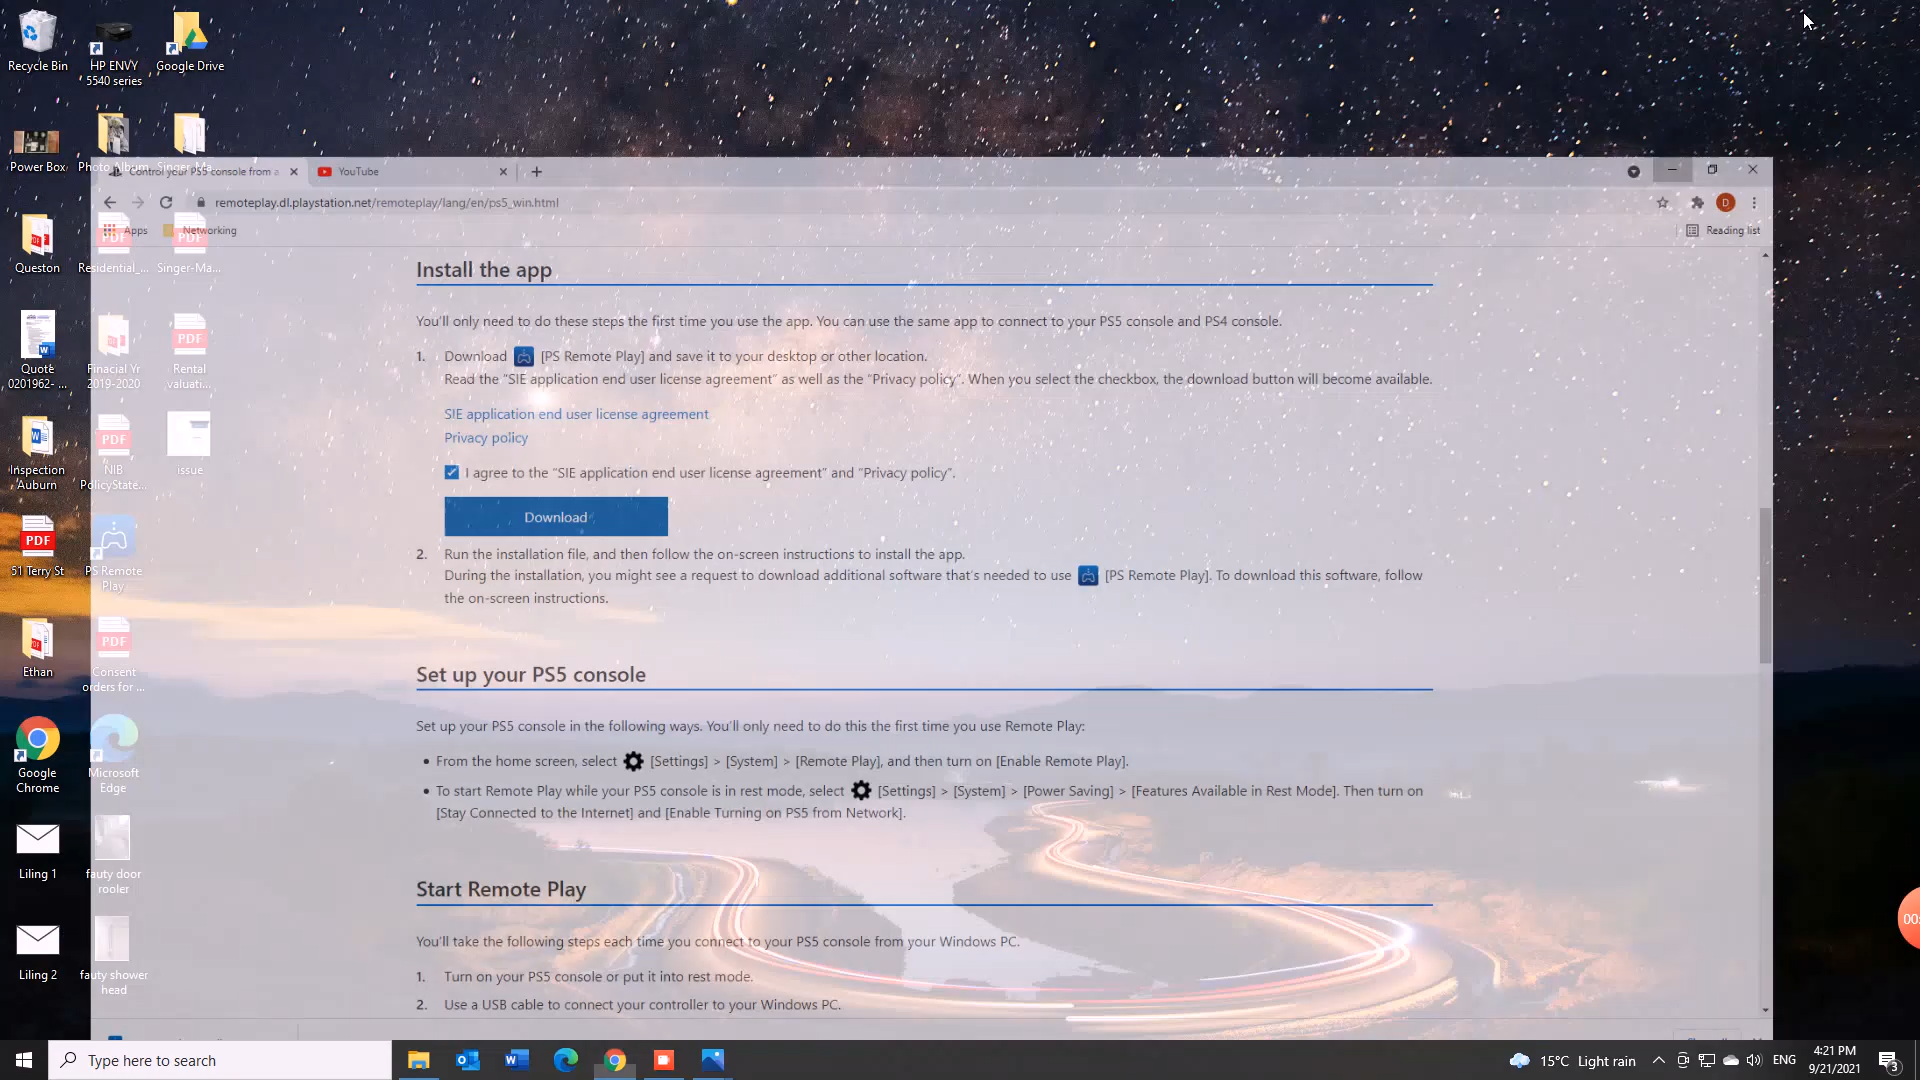 Recycle Bin
HP ENVY
5540 series
Google Drive
Power Box
Photo Album
Singer-Ma...
Control your PS5 console from a
YouTube
remoteplay.dl.playstation.net/remoteplay/lang/en/ps5_win.html
D
Apps
Networking
Reading list
Queston
Residential_...
Singer-Ma...
Install the app
You'll only need to do these steps the first time you use the app. You can use the same app to connect to your PS5 console and PS4 console.
1. Download [PS Remote Play] and save it to your desktop or other location.
Read the "SIE application end user license agreement" as well as the "Privacy policy". When you select the checkbox, the download button will become available.
SIE application end user license agreement
Privacy policy
I agree to the "SIE application end user license agreement" and "Privacy policy".
Download
2. Run the installation file, and then follow the on-screen instructions to install the app.
During the installation, you might see a request to download additional software that's needed to use [PS Remote Play]. To download this software, follow
the on-screen instructions.
Set up your PS5 console
Set up your PS5 console in the following ways. You'll only need to do this the first time you use Remote Play:
• From the home screen, select [Settings] > [System] > [Remote Play], and then turn on [Enable Remote Play].
• To start Remote Play while your PS5 console is in rest mode, select [Settings] > [System] > [Power Saving] > [Features Available in Rest Mode]. Then turn on
[Stay Connected to the Internet] and [Enable Turning on PS5 from Network].
Start Remote Play
You'll take the following steps each time you connect to your PS5 console from your Windows PC.
1. Turn on your PS5 console or put it into rest mode.
2. Use a USB cable to connect your controller to your Windows PC.
Quote
0201962- ...
Finacial Yr
2019-2020
Rental
valuati...
Inspection
Auburn
PDF
NIB
PolicyState...
issue
PDF
51 Terry St
PS Remote
Play
Ethan
PDF
Consent
orders for ...
Google
Chrome
Microsoft
Edge
Liling 1
fauty door
rooler
Liling 2
fauty shower
head
00:
Type here to search
15°C Light rain
ENG
4:21 PM
9/21/2021
3